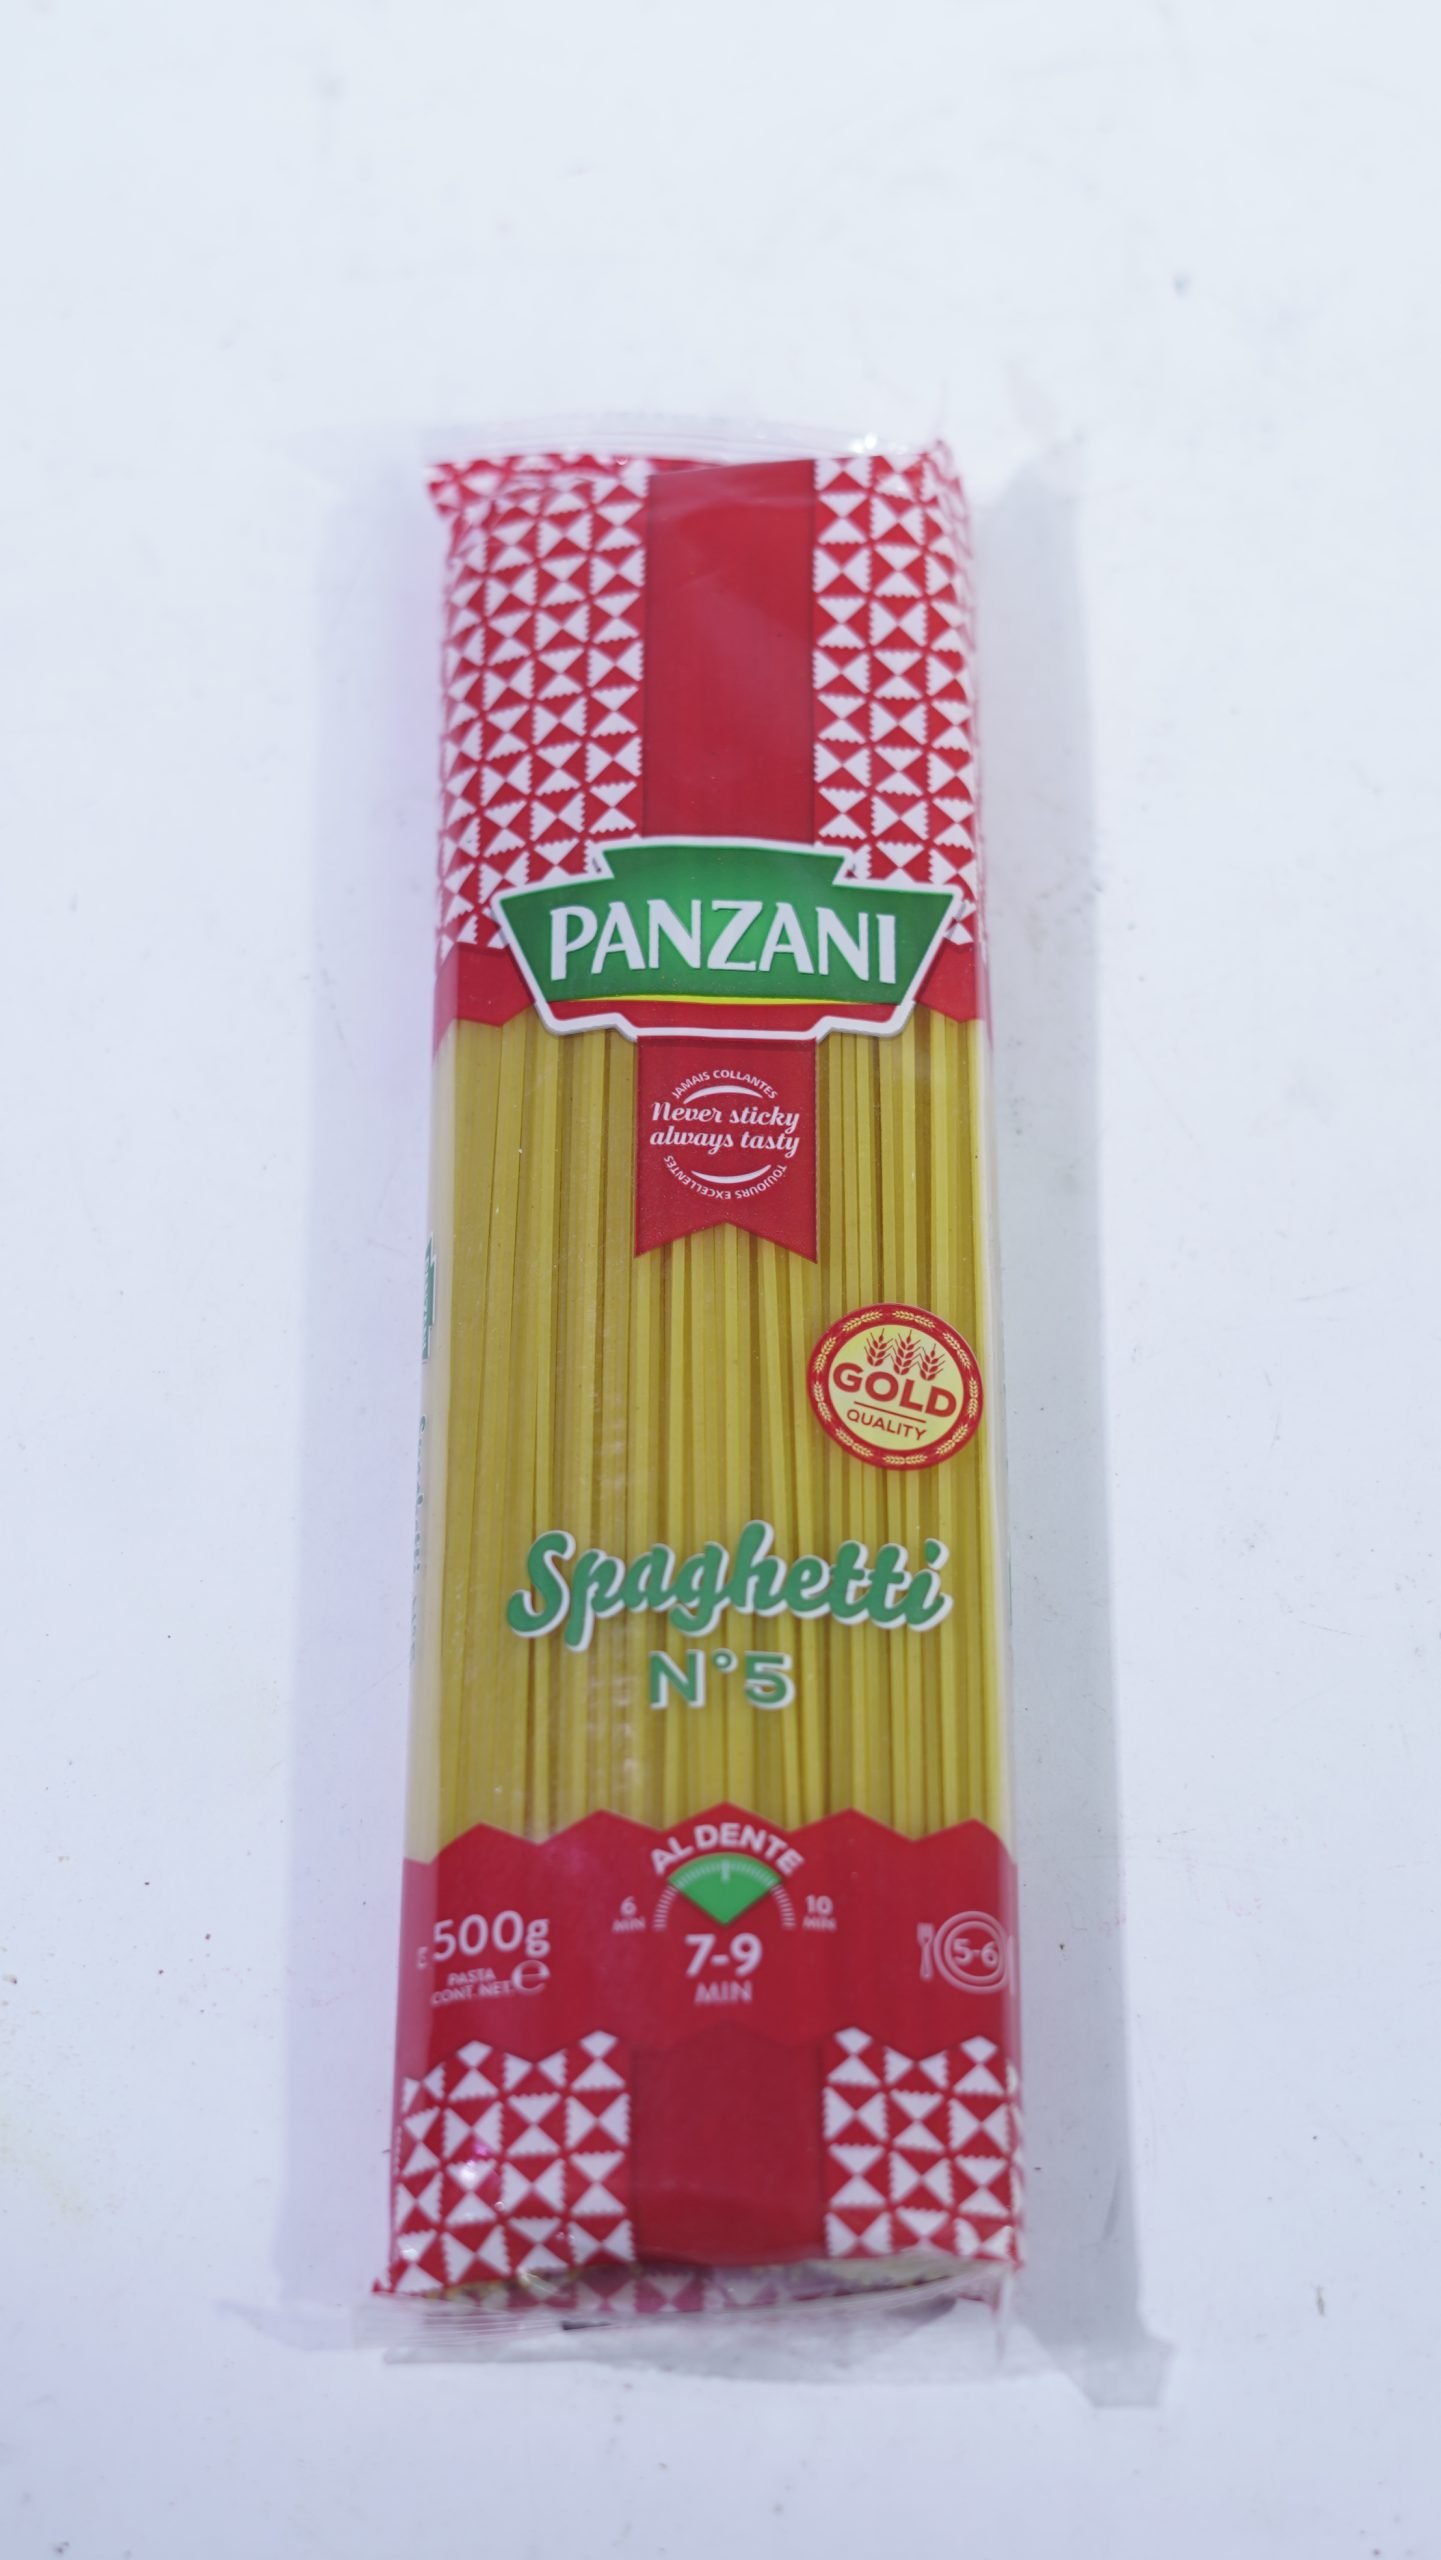 PANZANI
JAMAIS COLLANTES
Never sticky
always tasty
TOUJOURS EXCELLENTES
GOLD
QUALITY
Spaghetti
N°5
AL DENTE
6
MIN
10
MIN
7-9
MIN
500g
PASTA
CONT. NET. e
5-6